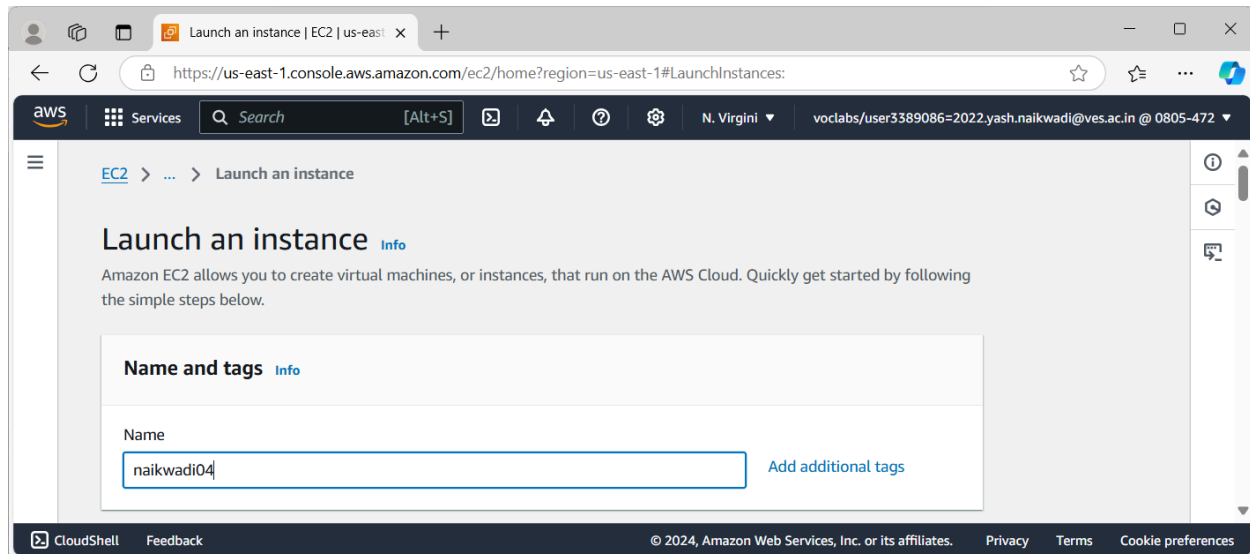 Launch an instance | EC2 | us-east
https://us-east-1.console.aws.amazon.com/ec2/home?region=us-east-1#LaunchInstances:
aws Services Search [Alt+S] N. Virgini voclabs/user3389086=2022.yash.naikwadi@ves.ac.in @ 0805-472
EC2 > ... > Launch an instance
Launch an instance Info
Amazon EC2 allows you to create virtual machines, or instances, that run on the AWS Cloud. Quickly get started by following
the simple steps below.
Name and tags Info
Name
naikwadi04 Add additional tags
CloudShell Feedback © 2024, Amazon Web Services, Inc. or its affiliates. Privacy Terms Cookie preferences